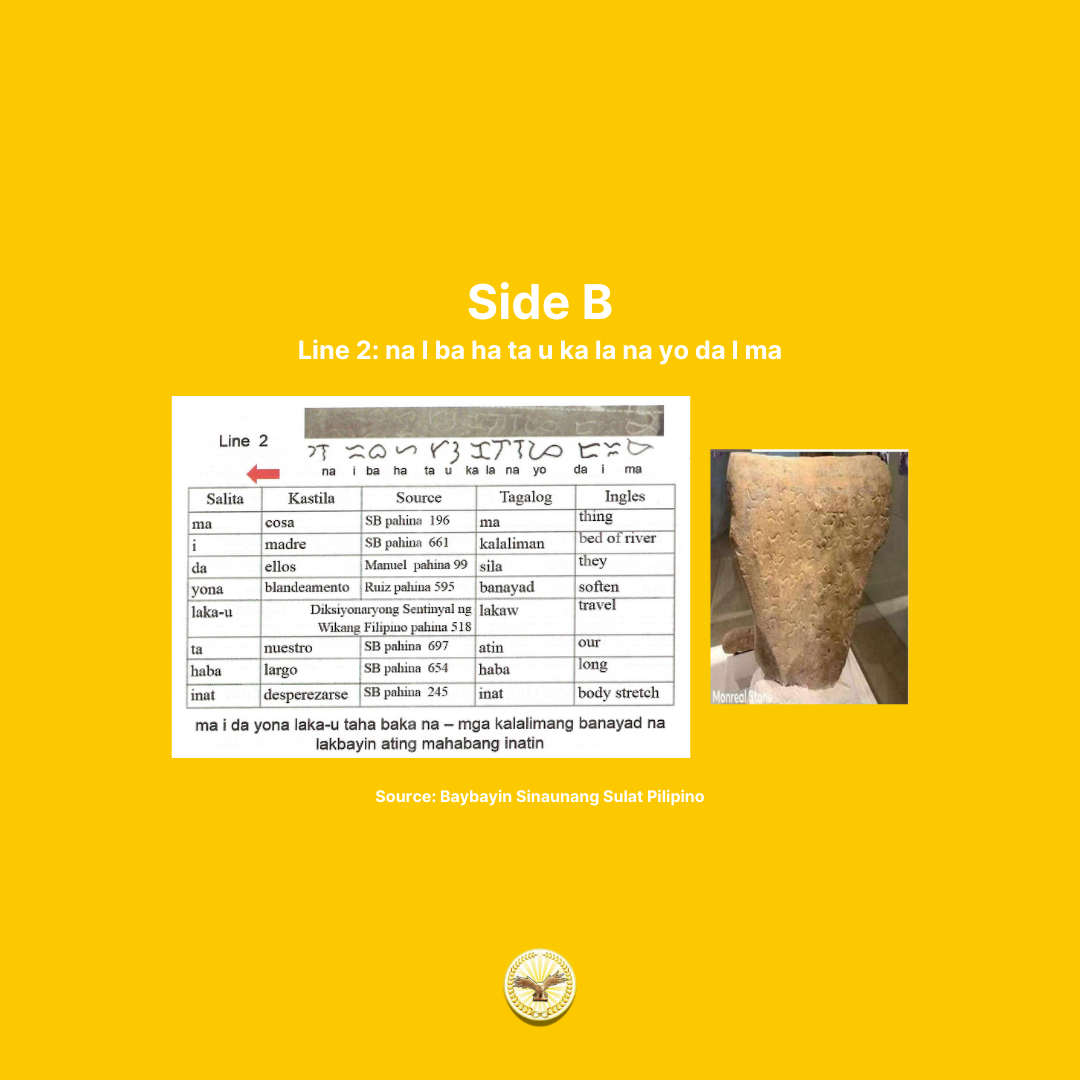 Side B
Line 2: na I ba ha ta u ka la na yo da I ma
Line 2
ᜈ ᜁ ᜊ ᜑ ᜆ ᜂ ᜃ ᜎ ᜈ ᜌᜓ ᜇ ᜁ ᜋ
na i ba ha ta u ka la na yo da i ma
Salita Kastila Source Tagalog Ingles
ma cosa SB pahina 196 ma thing
i madre SB pahina 661 kalaliman bed of river
da ellos Manuel pahina 99 sila they
yona blandeamento Ruiz pahina 595 banayad soften
laka-u Diksiyonaryong Sentinyal ng Wikang Filipino pahina 518 lakaw travel
ta nuestro SB pahina 697 atin our
haba largo SB pahina 654 haba long
inat desperezarse SB pahina 245 inat body stretch
ma i da yona laka-u taha baka na – mga kalalimang banayad na
lakbayin ating mahabang inatin
Monreal Stone
Source: Baybayin Sinaunang Sulat Pilipino